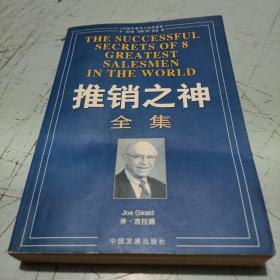 THE SUCCESSFUL
SECRETS OF 8
GREATEST
SALESMEN
IN THE WORLD
推销之神
全集
Joe Girald
乔·吉拉德
中国发展出版社